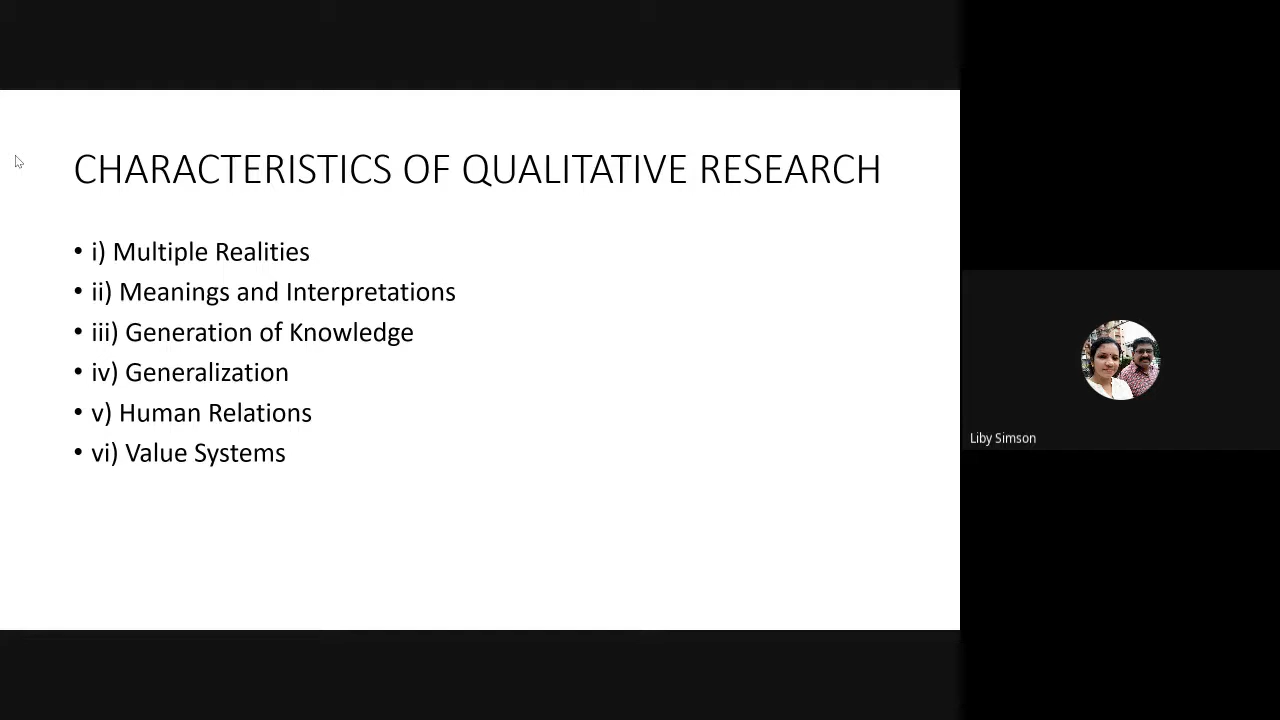 CHARACTERISTICS OF QUALITATIVE RESEARCH
• i) Multiple Realities
• ii) Meanings and Interpretations
• iii) Generation of Knowledge
• iv) Generalization
• v) Human Relations
• vi) Value Systems
Liby Simson